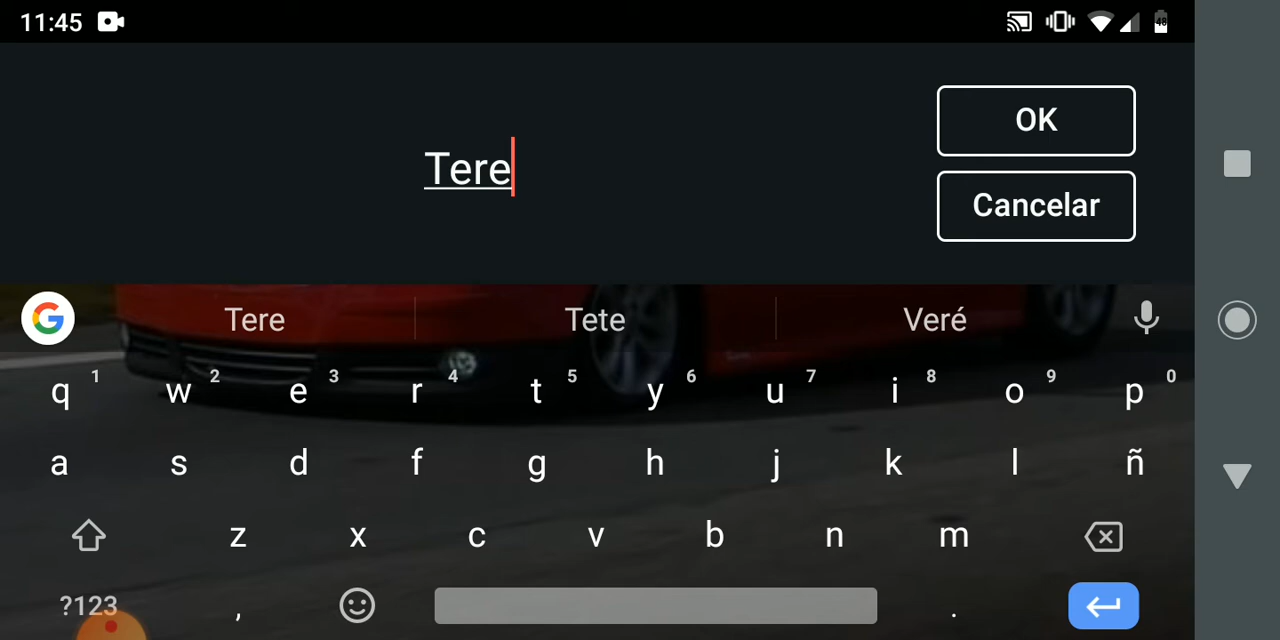 11:45 48
OK
Tere
Cancelar
G Tere Tete Veré
q 1 w 2 e 3 r 4 t 5 y 6 u 7 i 8 o 9 p 0
a s d f g h j k l ñ
z x c v b n m
?123 , .